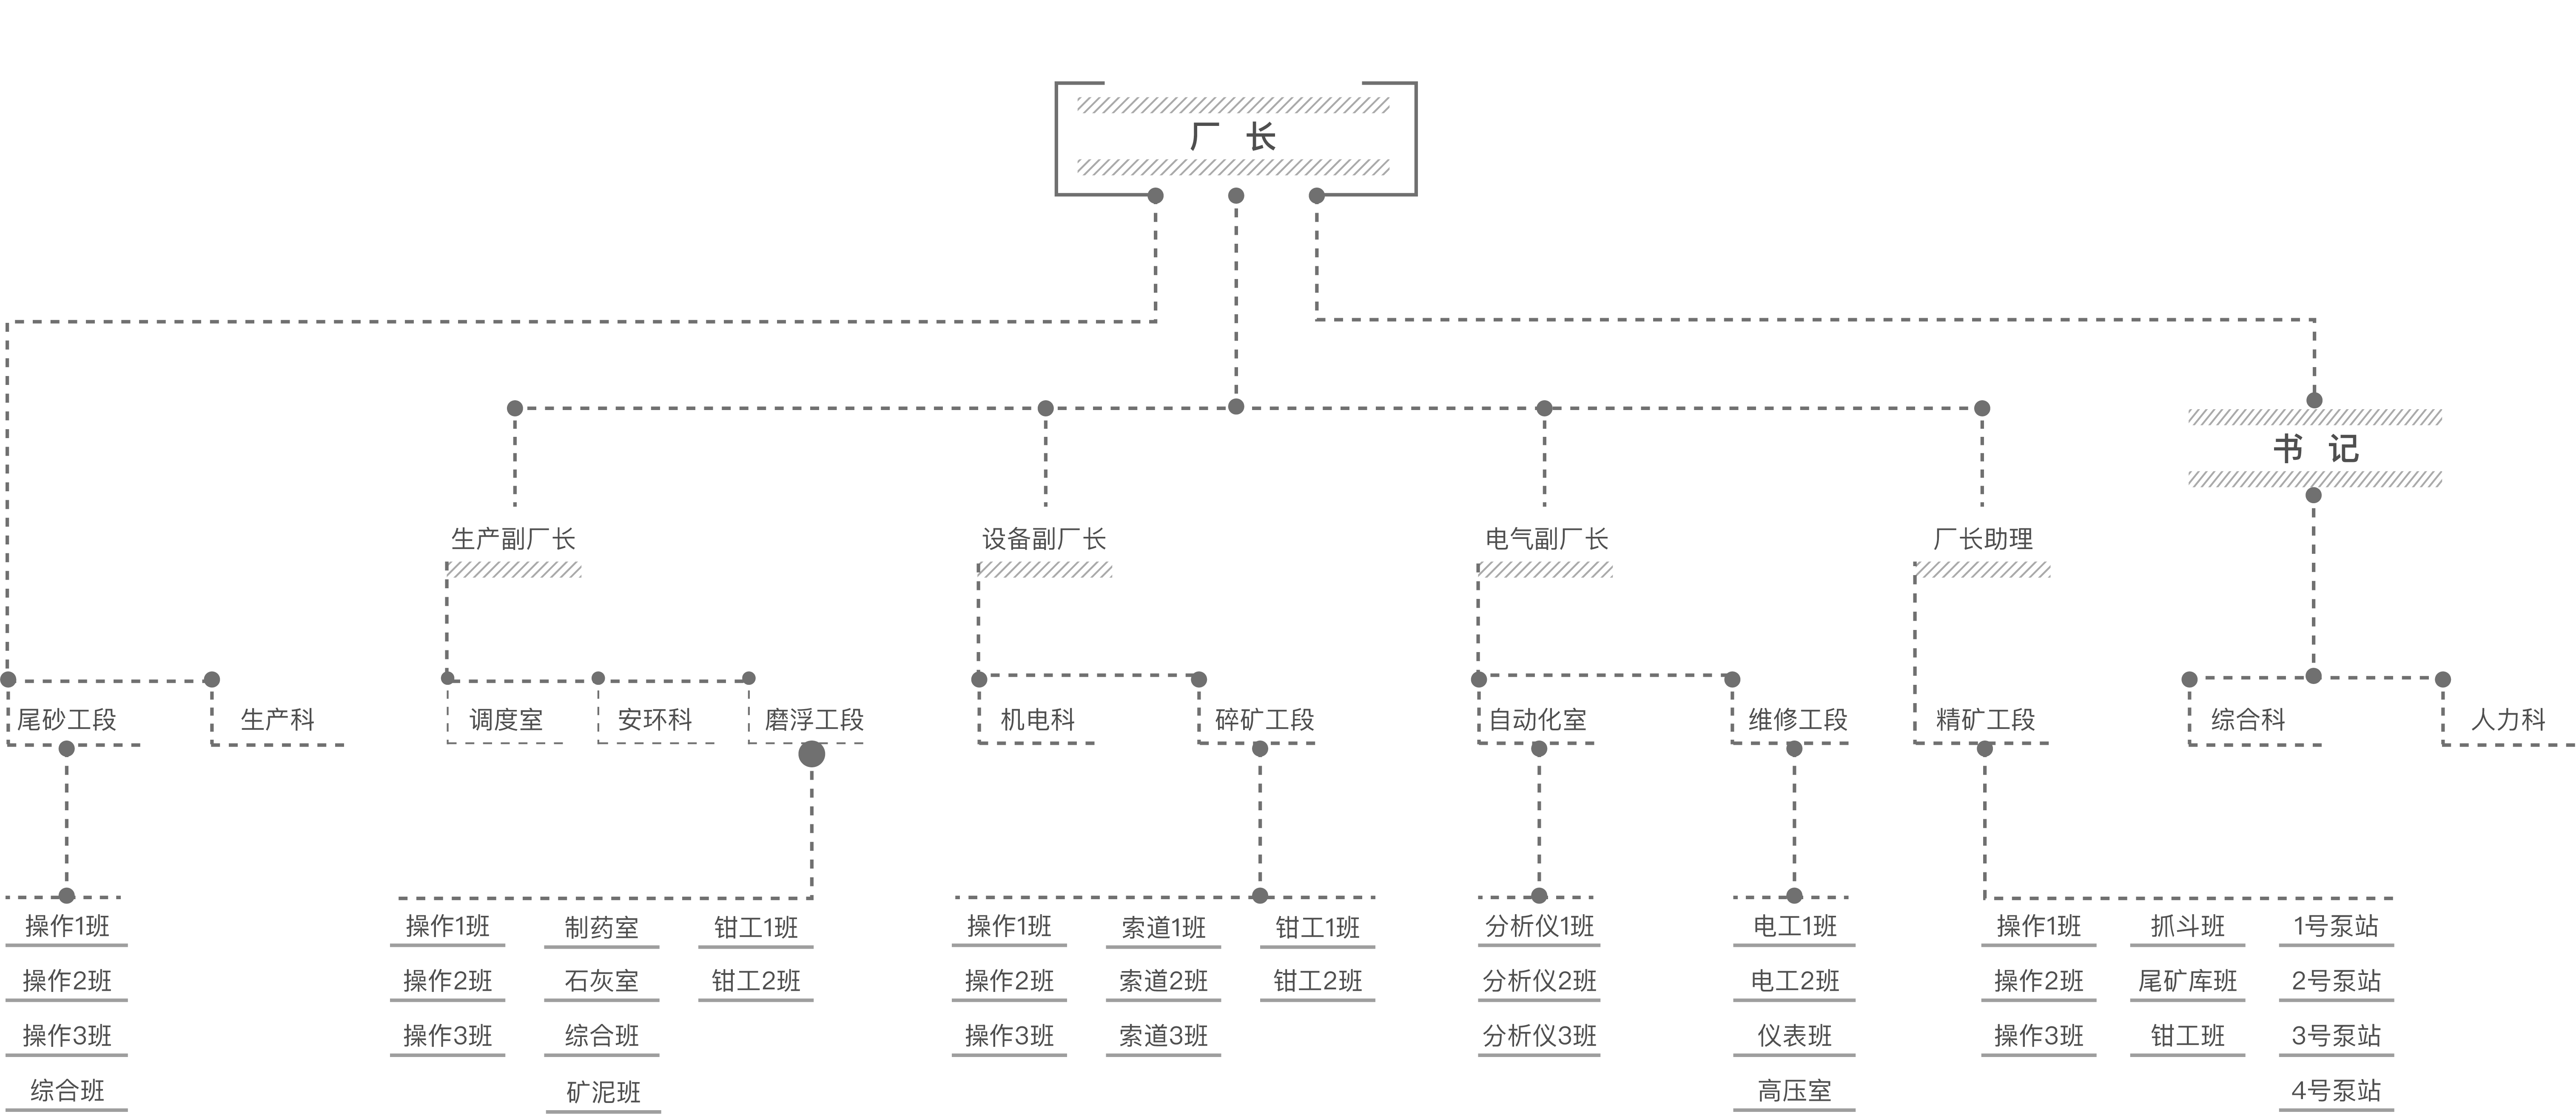 厂 长
书 记
生产副厂长
设备副厂长
电气副厂长
厂长助理
尾砂工段
生产科
调度室
安环科
磨浮工段
机电科
碎矿工段
自动化室
维修工段
精矿工段
综合科
人力科
操作1班
操作2班
操作3班
综合班
操作1班
操作2班
操作3班
制药室
石灰室
综合班
矿泥班
钳工1班
钳工2班
操作1班
操作2班
操作3班
索道1班
索道2班
索道3班
钳工1班
钳工2班
分析仪1班
分析仪2班
分析仪3班
电工1班
电工2班
仪表班
高压室
操作1班
操作2班
操作3班
抓斗班
尾矿库班
钳工班
1号泵站
2号泵站
3号泵站
4号泵站